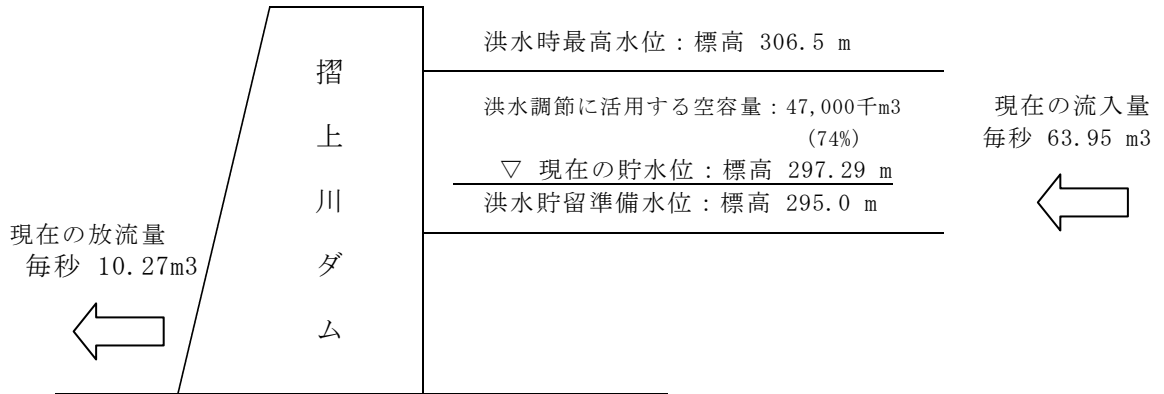 洪水時最高水位：標高 306.5 m
摺上川ダム
洪水調節に活用する空容量：47,000千m3
(74%)
▽ 現在の貯水位：標高 297.29 m
洪水貯留準備水位：標高 295.0 m
現在の流入量
毎秒 63.95 m3
現在の放流量
毎秒 10.27m3